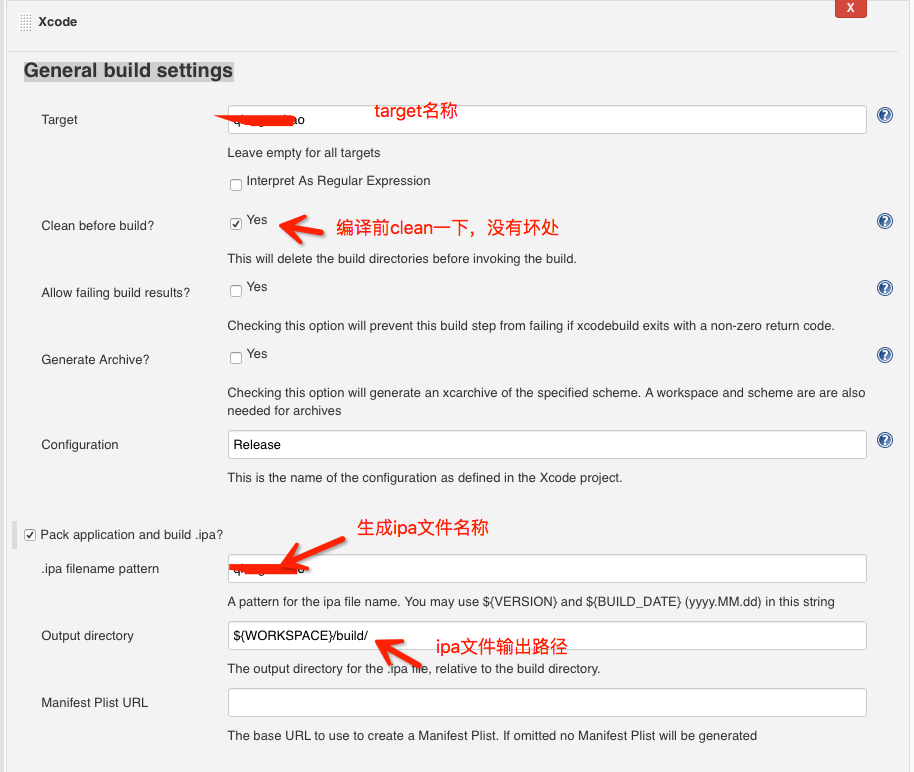 X
Xcode
General build settings
target名称
Target
Leave empty for all targets
Interpret As Regular Expression
Clean before build?
Yes
编译前clean一下，没有坏处
This will delete the build directories before invoking the build.
Allow failing build results?
Yes
Checking this option will prevent this build step from failing if xcodebuild exits with a non-zero return code.
Generate Archive?
Yes
Checking this option will generate an xcarchive of the specified scheme. A workspace and scheme are are also
needed for archives
Configuration
Release
This is the name of the configuration as defined in the Xcode project.
生成ipa文件名称
Pack application and build .ipa?
.ipa filename pattern
A pattern for the ipa file name. You may use ${VERSION} and ${BUILD_DATE} (yyyy.MM.dd) in this string
Output directory
${WORKSPACE}/build/
ipa文件输出路径
The output directory for the .ipa file, relative to the build directory.
Manifest Plist URL
The base URL to use to create a Manifest Plist. If omitted no Manifest Plist will be generated